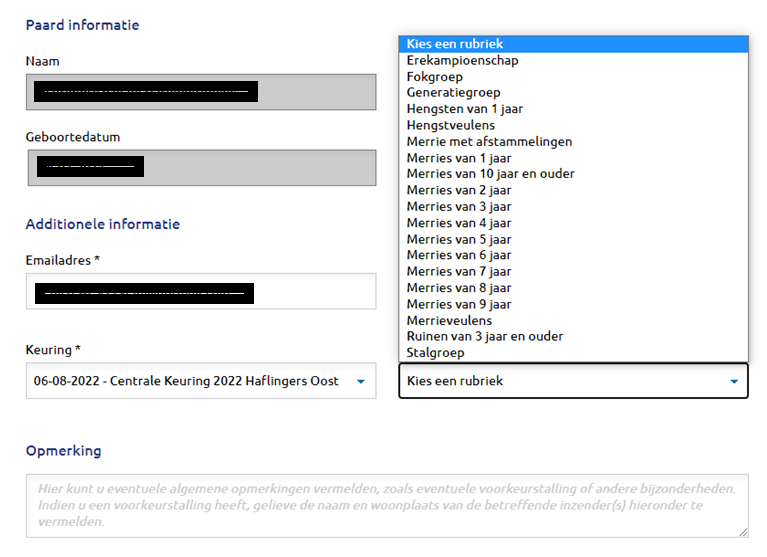 Paard informatie
Naam
Geboortedatum
Additionele informatie
Emailadres *
Keuring *
06-08-2022 - Centrale Keuring 2022 Haflingers Oost
Kies een rubriek
Erekampioenschap
Fokgroep
Generatiegroep
Hengsten van 1 jaar
Hengstveulens
Merrie met afstammelingen
Merries van 1 jaar
Merries van 10 jaar en ouder
Merries van 2 jaar
Merries van 3 jaar
Merries van 4 jaar
Merries van 5 jaar
Merries van 6 jaar
Merries van 7 jaar
Merries van 8 jaar
Merries van 9 jaar
Merrieveulens
Ruinen van 3 jaar en ouder
Stalgroep
Kies een rubriek
Opmerking
Hier kunt u eventuele algemene opmerkingen vermelden, zoals eventuele voorkeurstalling of andere bijzonderheden.
Indien u een voorkeurstalling heeft, gelieve de naam en woonplaats van de betreffende inzender(s) hieronder te
vermelden.